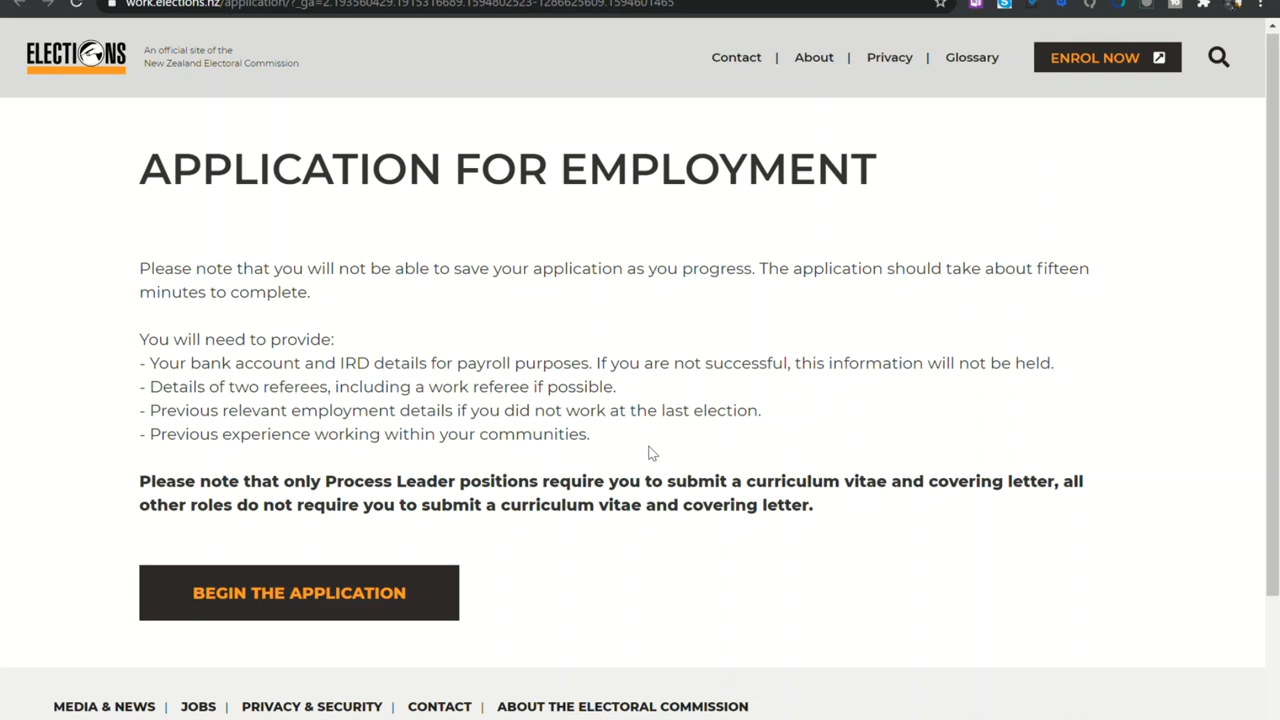 work.elections.nz/application/?_ga=2.193560429.1915316689.1594802523-1286625609.1594601465
ELECTIONS
An official site of the
New Zealand Electoral Commission
Contact | About | Privacy | Glossary
ENROL NOW
APPLICATION FOR EMPLOYMENT
Please note that you will not be able to save your application as you progress. The application should take about fifteen
minutes to complete.
You will need to provide:
- Your bank account and IRD details for payroll purposes. If you are not successful, this information will not be held.
- Details of two referees, including a work referee if possible.
- Previous relevant employment details if you did not work at the last election.
- Previous experience working within your communities.
Please note that only Process Leader positions require you to submit a curriculum vitae and covering letter, all
other roles do not require you to submit a curriculum vitae and covering letter.
BEGIN THE APPLICATION
MEDIA & NEWS | JOBS | PRIVACY & SECURITY | CONTACT | ABOUT THE ELECTORAL COMMISSION